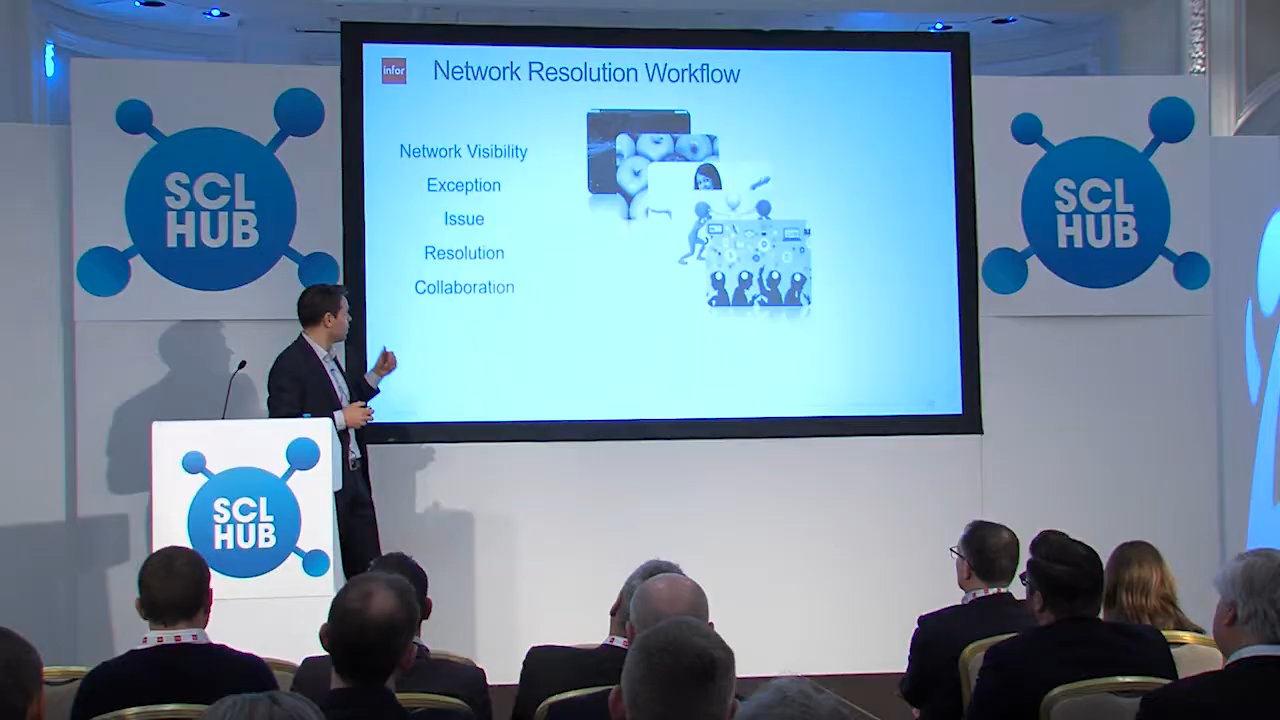 infor
Network Resolution Workflow
Network Visibility
Exception
Issue
Resolution
Collaboration
SCL
HUB
SCL
HUB
SCL
HUB